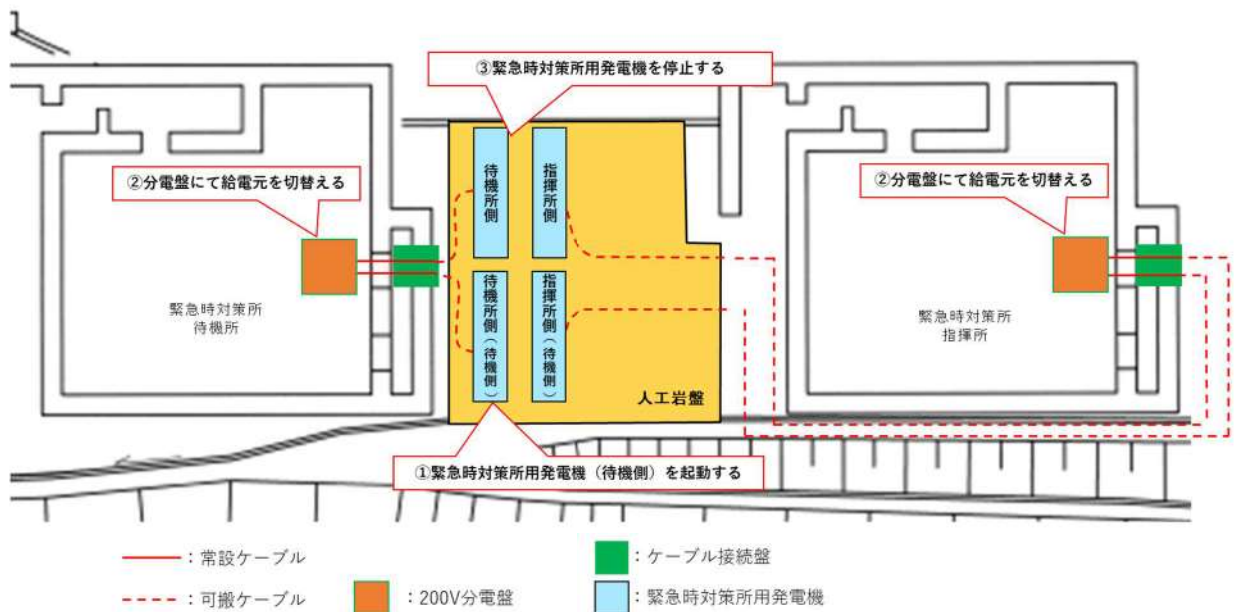 ③緊急時対策所用発電機を停止する
②分電盤にて給電元を切替える
②分電盤にて給電元を切替える
待機所側
指揮所側
待機所側（待機側）
指揮所側（待機側）
緊急時対策所
待機所
緊急時対策所
指揮所
人工岩盤
①緊急時対策所用発電機（待機側）を起動する
：常設ケーブル
：ケーブル接続盤
：可搬ケーブル
：200V分電盤
：緊急時対策所用発電機